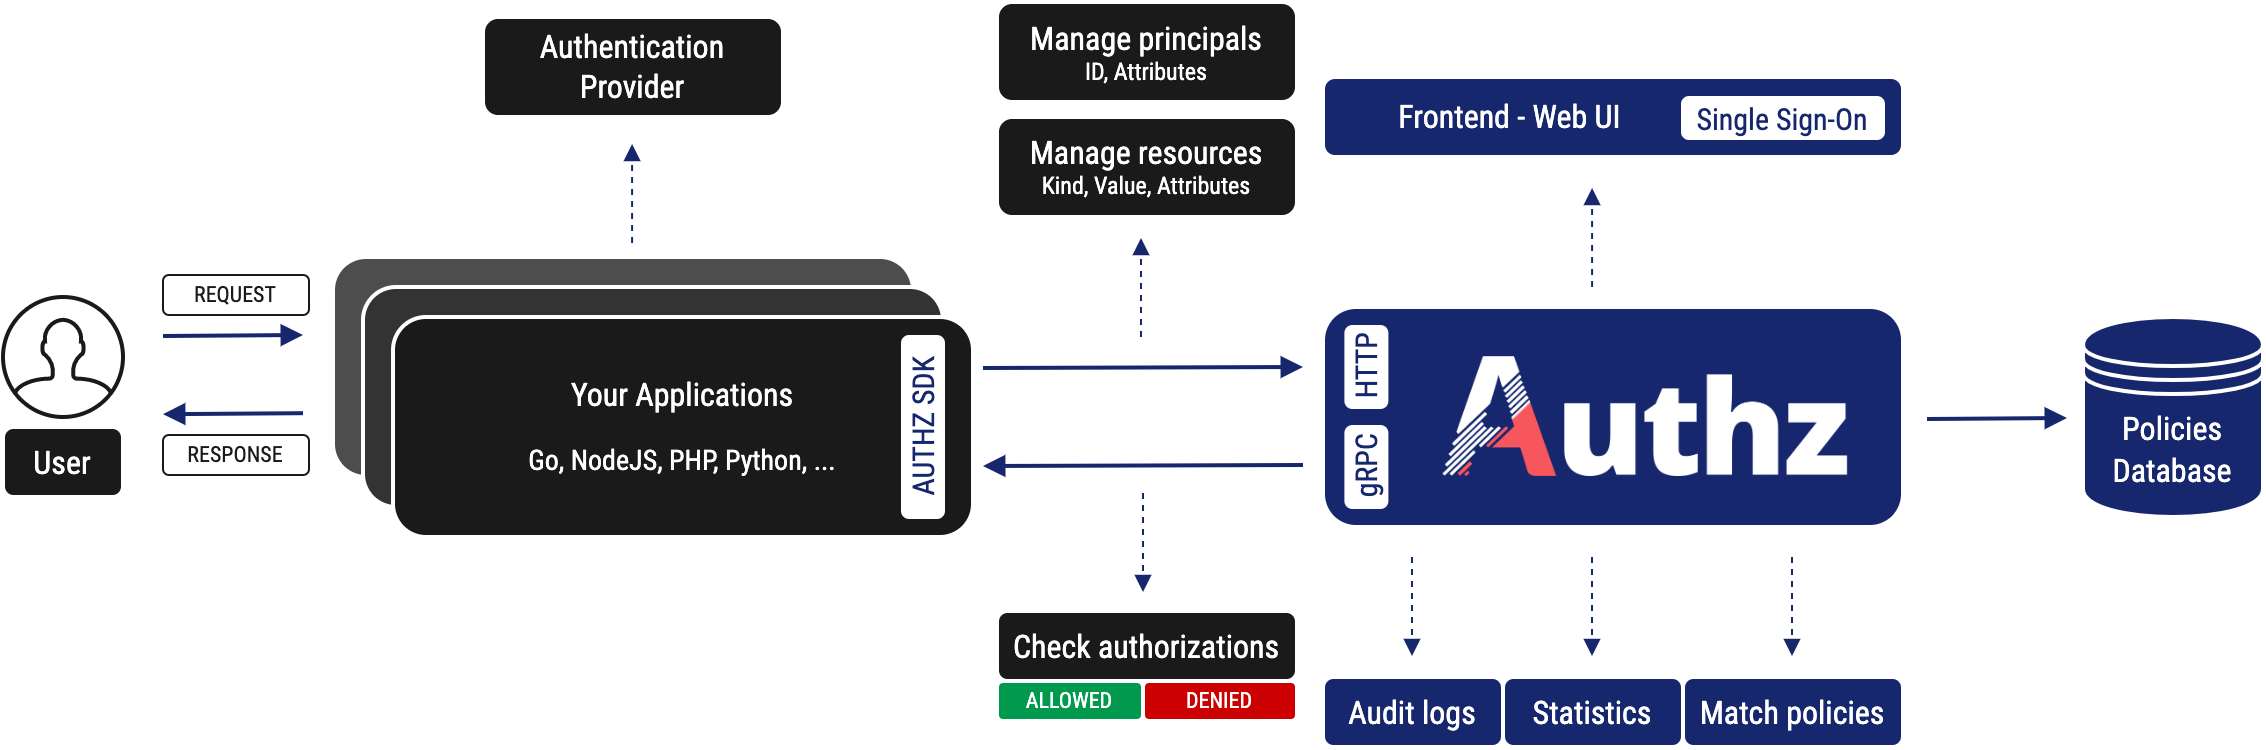 Authentication
Provider
Manage principals
ID, Attributes
Manage resources
Kind, Value, Attributes
Frontend - Web UI
Single Sign-On
REQUEST
RESPONSE
User
Your Applications
Go, NodeJS, PHP, Python, ...
AUTHZ SDK
HTTP
gRPC
Authz
Policies
Database
Check authorizations
ALLOWED
DENIED
Audit logs
Statistics
Match policies